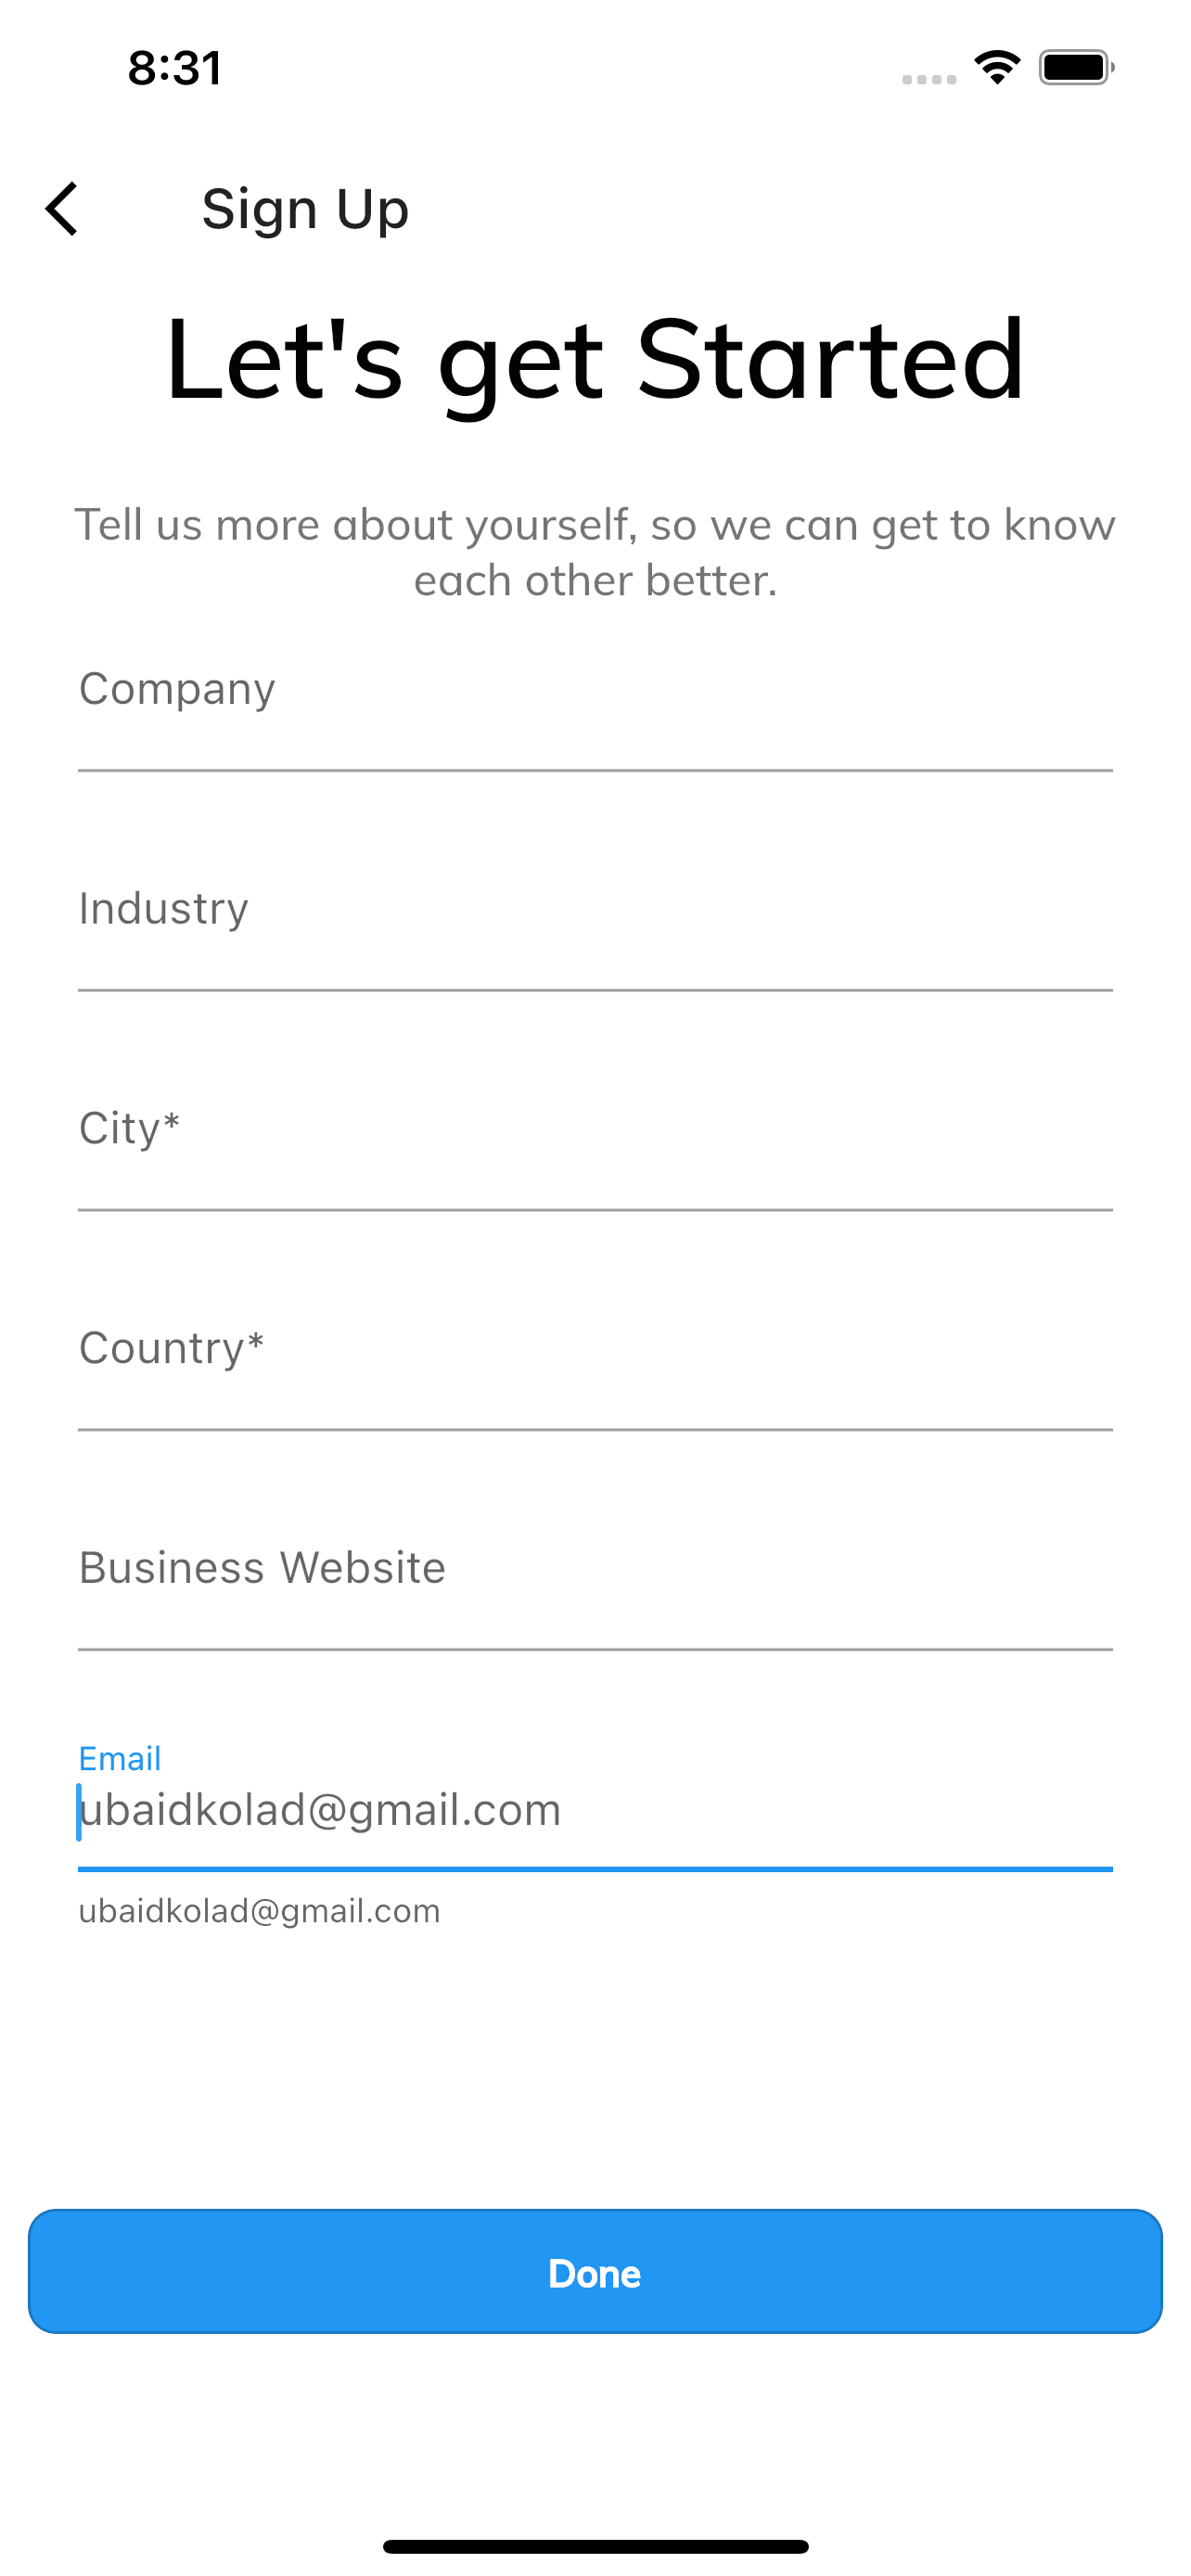 8:31
Sign Up
Let's get Started
Tell us more about yourself, so we can get to know
each other better.
Company
Industry
City*
Country*
Business Website
Email
ubaidkolad@gmail.com
ubaidkolad@gmail.com
Done